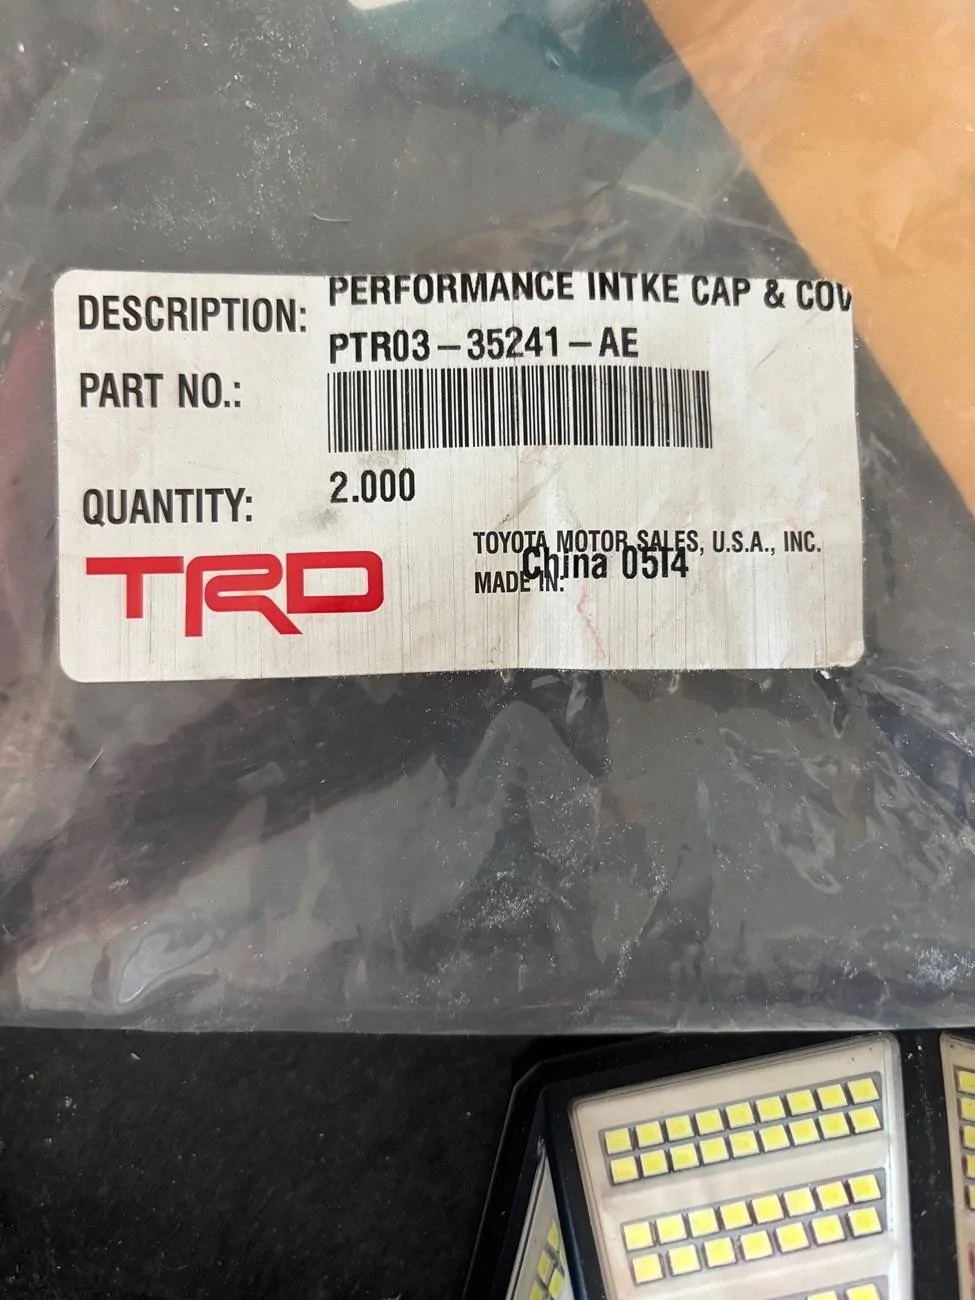 DESCRIPTION: PERFORMANCE INTKE CAP & COV
PTR03-35241-AE
PART NO.:
QUANTITY: 2.000
TRD
TOYOTA MOTOR SALES, U.S.A., INC.
MADE IN: China 0514